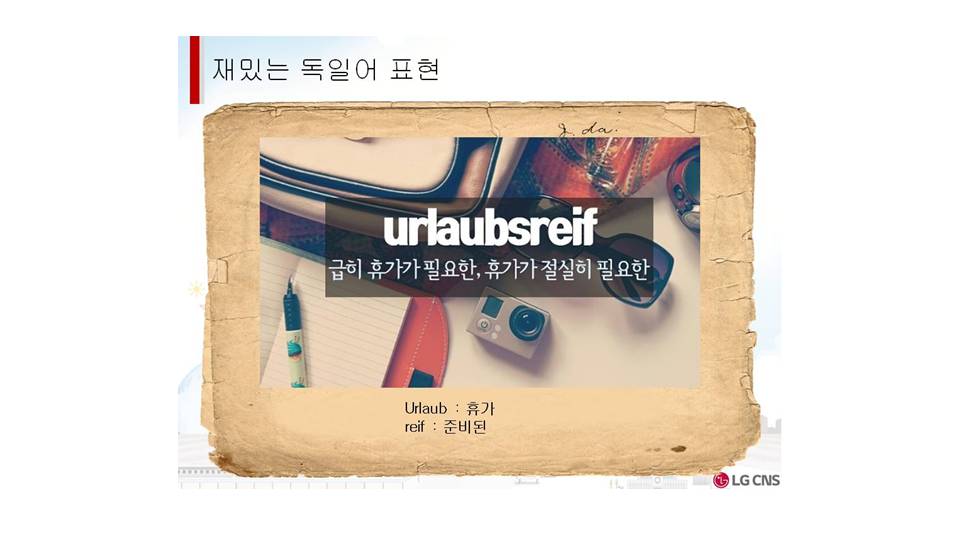 재밌는 독일어 표현
g. da.
urlaubsreif
급히 휴가가 필요한, 휴가가 절실히 필요한
Urlaub : 휴가
reif : 준비된
LG CNS